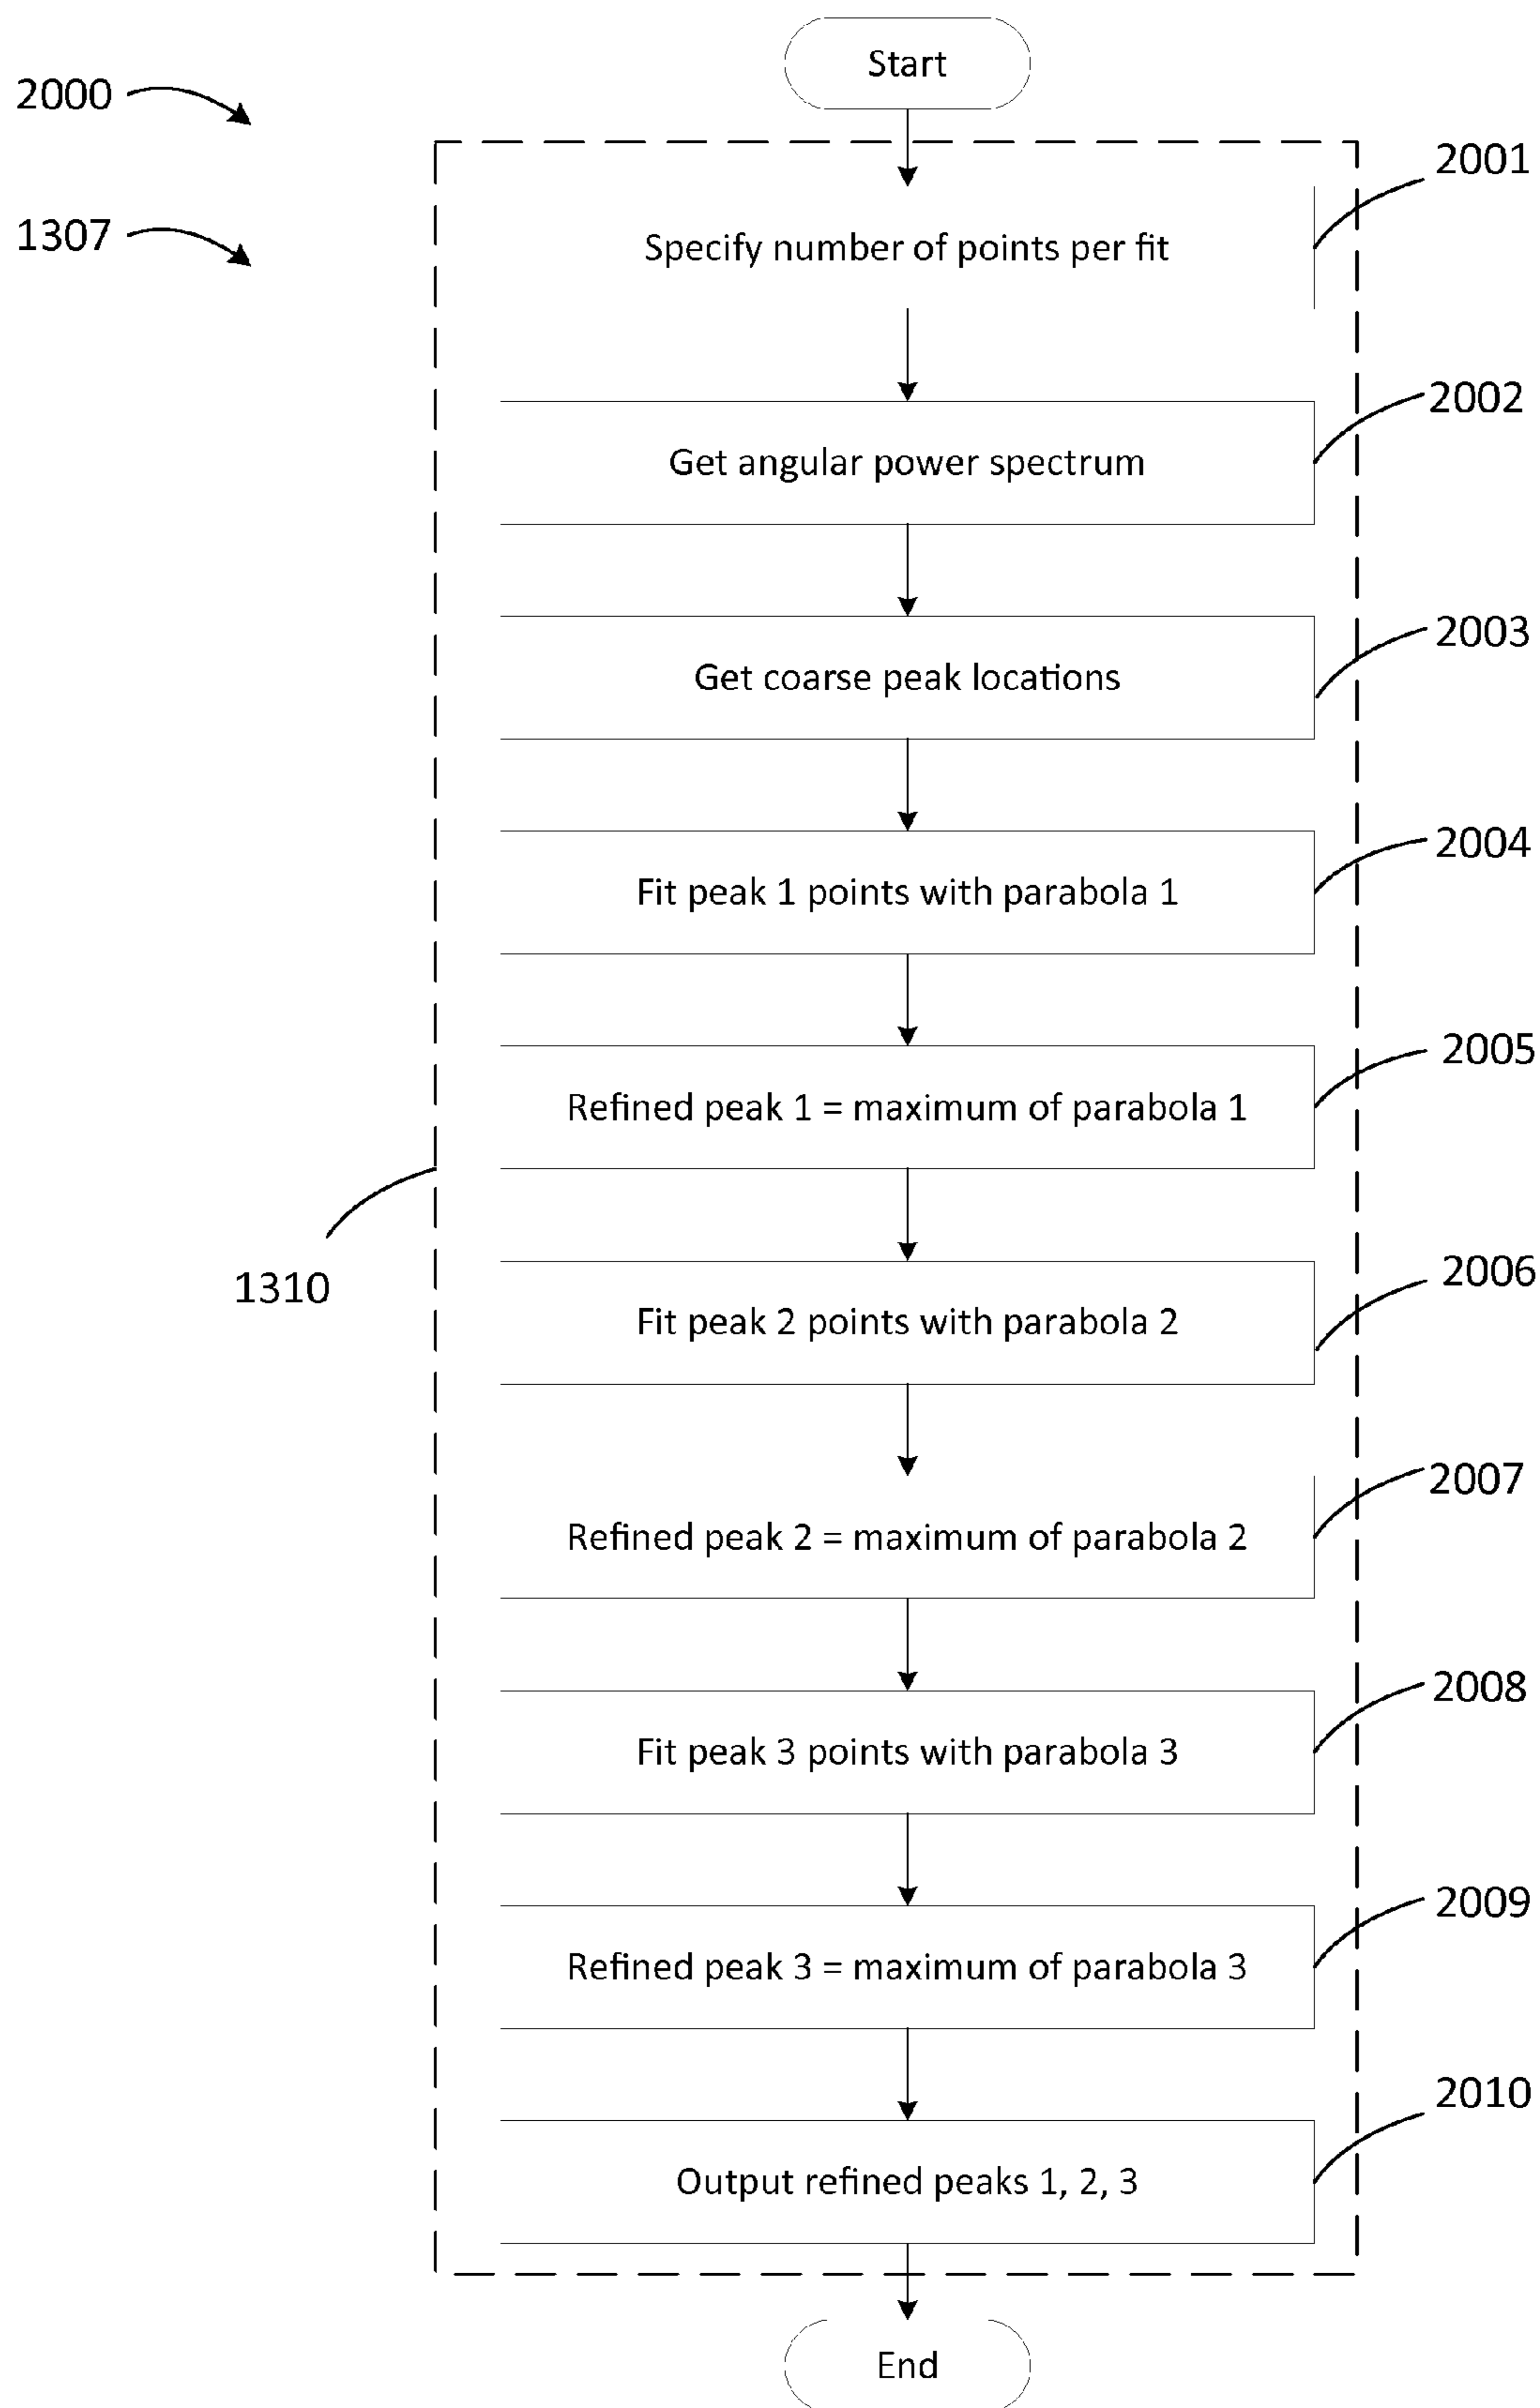 Start
2000
2001
1307
Specify number of points per fit
2002
Get angular power spectrum
2003
Get coarse peak locations
2004
Fit peak 1 points with parabola 1
2005
Refined peak 1 = maximum of parabola 1
1310
2006
Fit peak 2 points with parabola 2
2007
Refined peak 2 = maximum of parabola 2
2008
Fit peak 3 points with parabola 3
2009
Refined peak 3 = maximum of parabola 3
2010
Output refined peaks 1, 2, 3
End